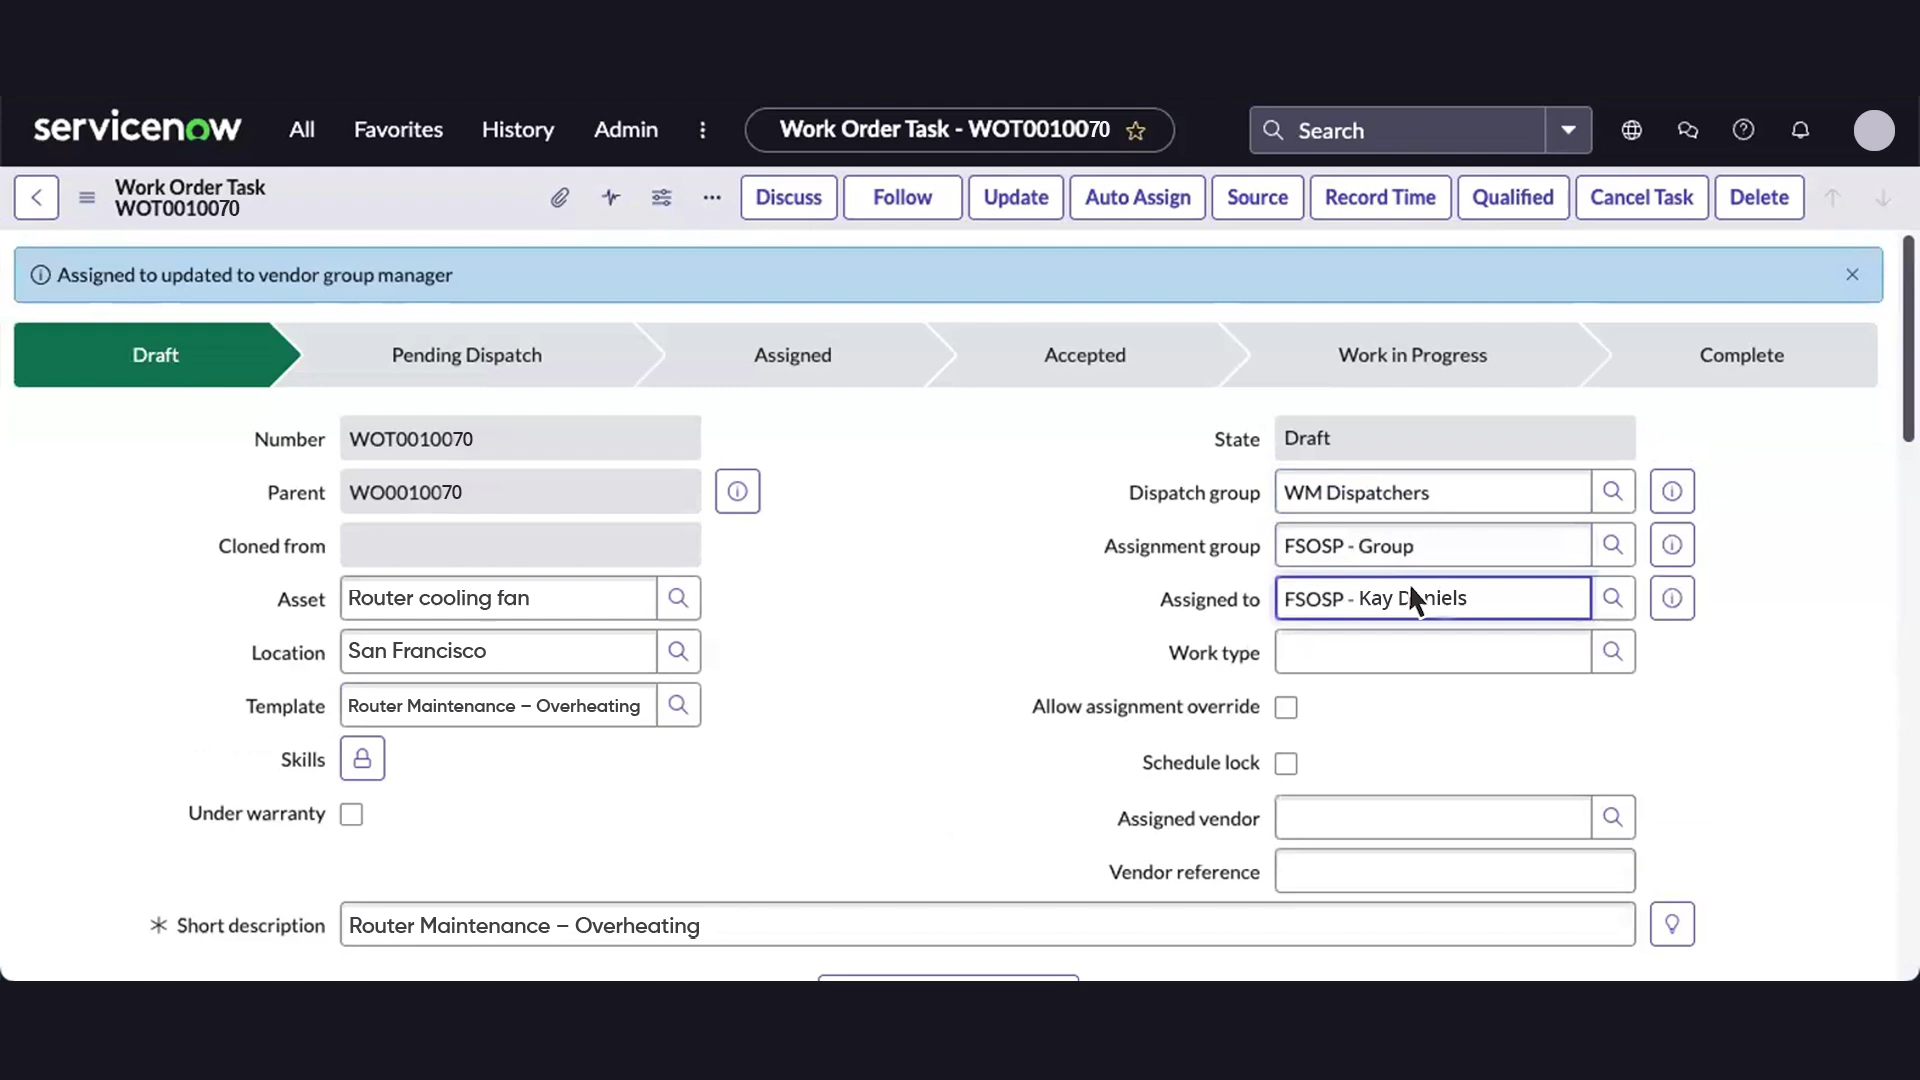 servicenow All Favorites History Admin Work Order Task - WOT0010070 Search
Work Order Task
WOT0010070
Discuss Follow Update Auto Assign Source Record Time Qualified Cancel Task Delete
Assigned to updated to vendor group manager
Draft Pending Dispatch Assigned Accepted Work in Progress Complete
Number WOT0010070
State Draft
Parent WO0010070
Dispatch group WM Dispatchers
Cloned from
Assignment group FSOSP - Group
Asset Router cooling fan
Assigned to FSOSP - Kay Daniels
Location San Francisco
Work type
Template Router Maintenance – Overheating
Allow assignment override
Skills
Schedule lock
Under warranty
Assigned vendor
Vendor reference
* Short description Router Maintenance – Overheating